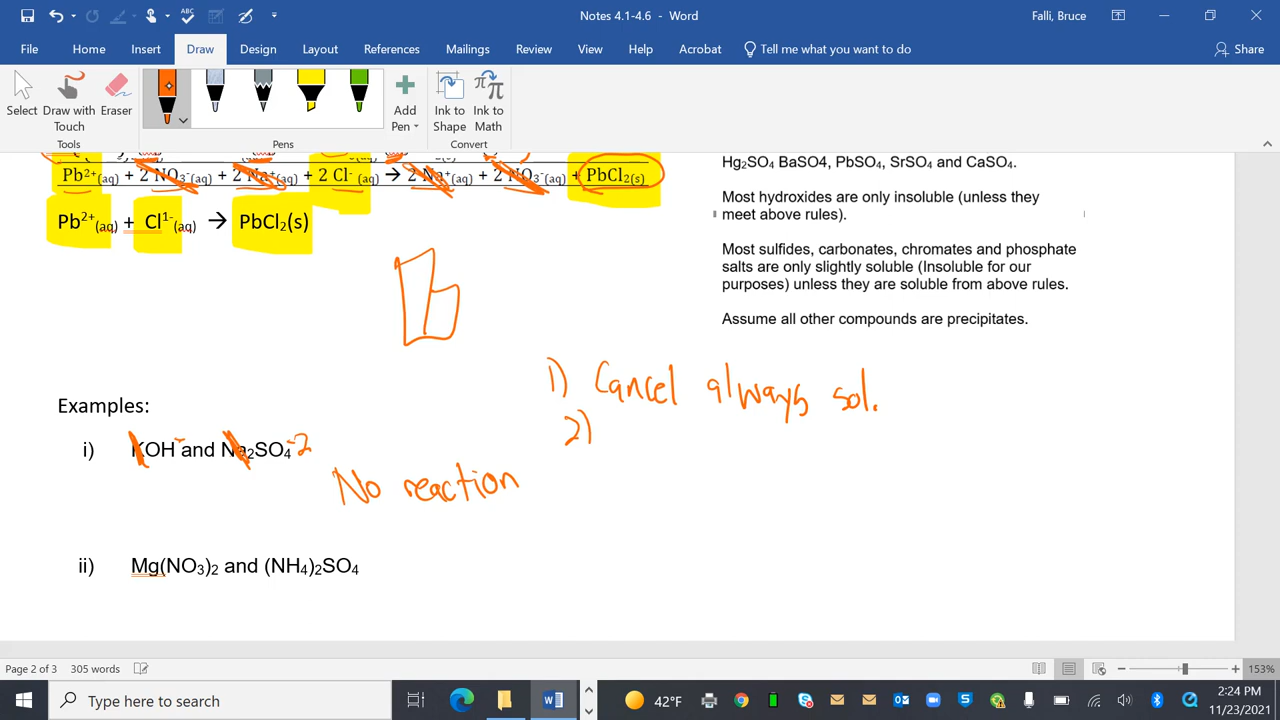 Notes 4.1-4.6 - Word
Falli, Bruce
File Home Insert Draw Design Layout References Mailings Review View Help Acrobat Tell me what you want to do Share
Select Draw with Touch Eraser Add Pen Ink to Shape Ink to Math
Tools Pens Convert
Pb²⁺(aq) + 2 NO₃⁻(aq) + 2 Na⁺(aq) + 2 Cl⁻(aq) → 2 Na⁺(aq) + 2 NO₃⁻(aq) + PbCl₂(s)
Pb²⁺(aq) + Cl¹⁻(aq) → PbCl₂(s)
Hg₂SO₄ BaSO4, PbSO₄, SrSO₄ and CaSO₄.
Most hydroxides are only insoluble (unless they
meet above rules).
Most sulfides, carbonates, chromates and phosphate
salts are only slightly soluble (Insoluble for our
purposes) unless they are soluble from above rules.
Assume all other compounds are precipitates.
1) Cancel always sol.
2)
Examples:
i) KOH⁻ and Na₂SO₄⁻²
No reaction
ii) Mg(NO₃)₂ and (NH₄)₂SO₄
Page 2 of 3 305 words 153%
Type here to search
42°F
2:24 PM
11/23/2021